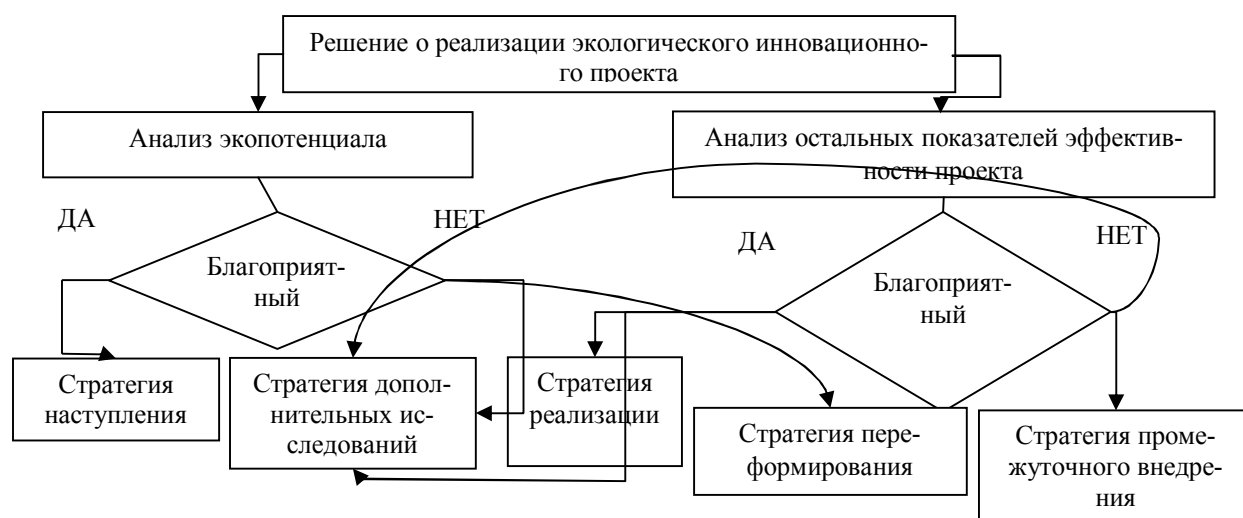 Решение о реализации экологического инновационно-
го проекта
Анализ экопотенциала
Анализ остальных показателей эффектив-
ности проекта
ДА
НЕТ
ДА
НЕТ
Благоприят-
ный
Благоприят-
ный
Стратегия
наступления
Стратегия допол-
нительных ис-
следований
Стратегия
реализации
Стратегия пере-
формирования
Стратегия проме-
жуточного внедре-
ния